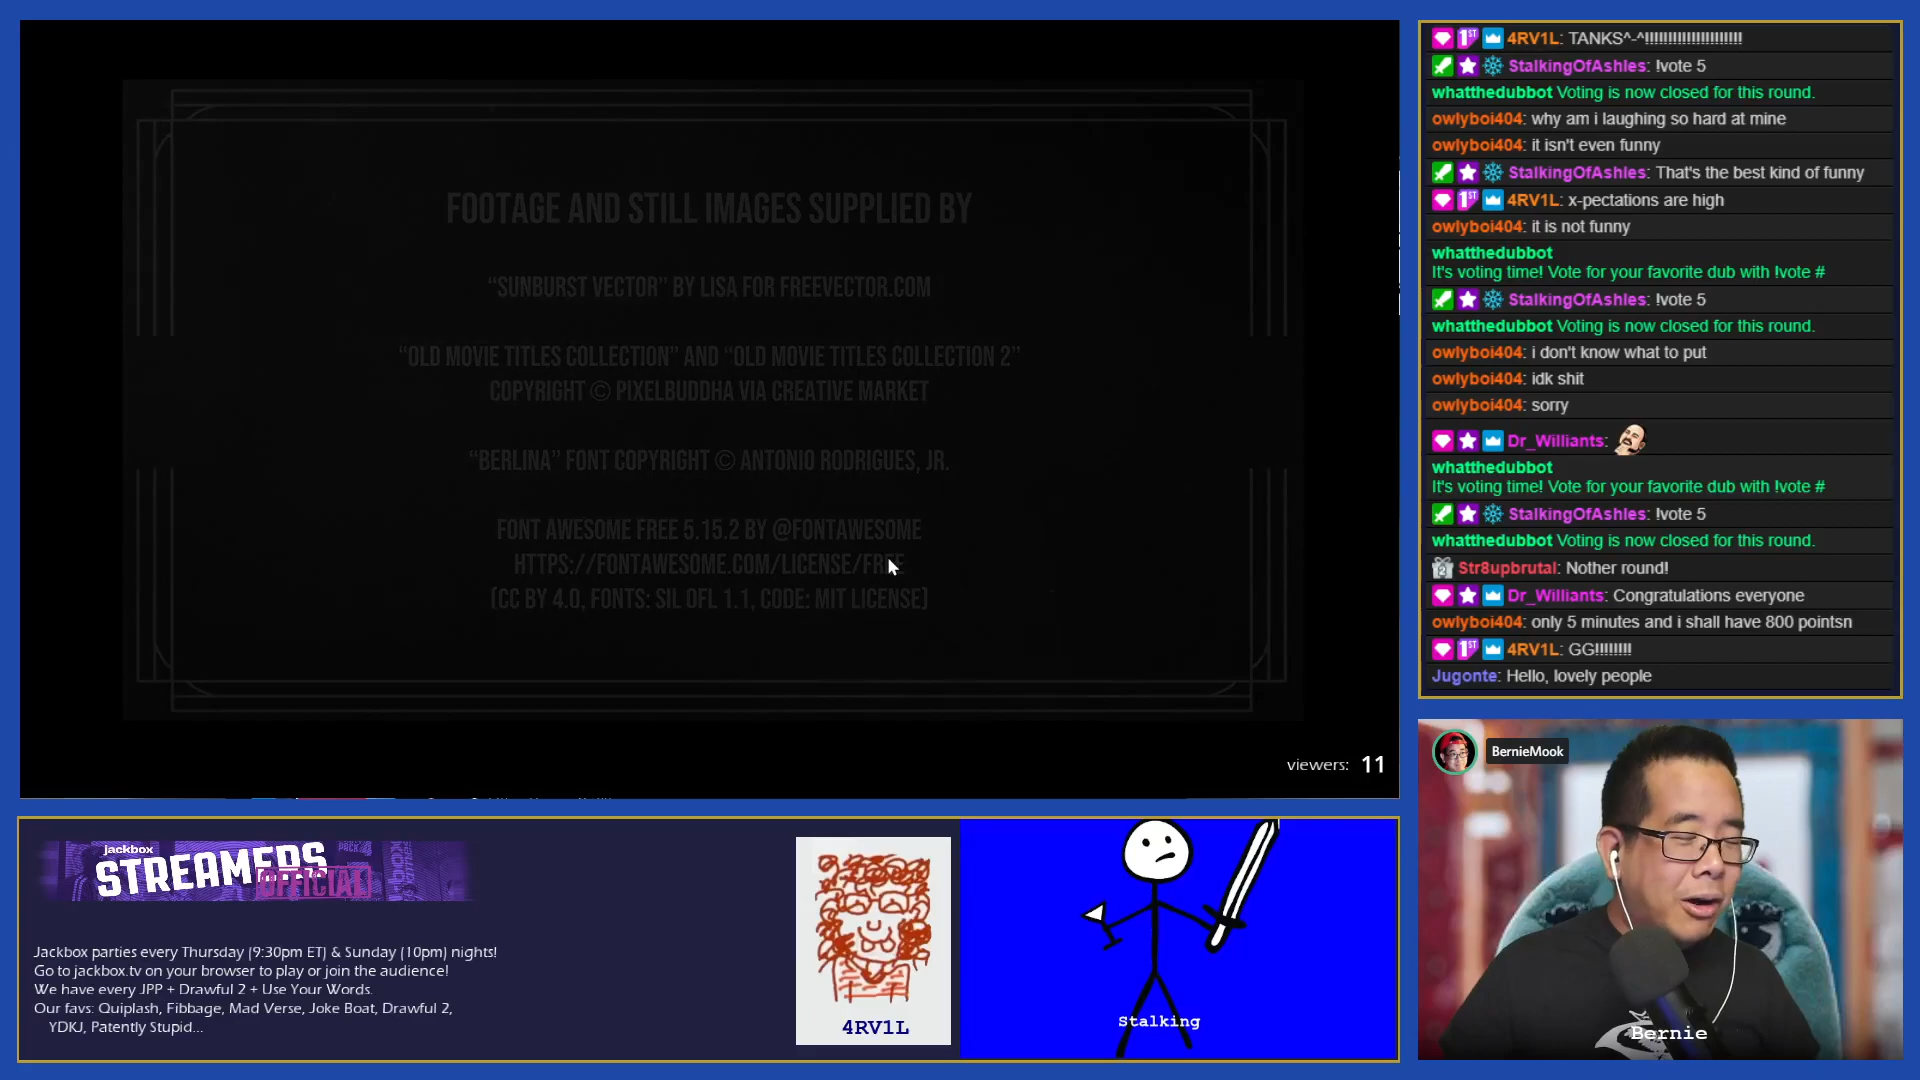 FOOTAGE AND STILL IMAGES SUPPLIED BY
“SUNBURST VECTOR” BY LISA FOR FREEVECTOR.COM
“OLD MOVIE TITLES COLLECTION” AND “OLD MOVIE TITLES COLLECTION 2”
COPYRIGHT © PIXELBUDDHA VIA CREATIVE MARKET
“BERLINA” FONT COPYRIGHT © ANTONIO RODRIGUES, JR.
FONT AWESOME FREE 5.15.2 BY @FONTAWESOME
HTTPS://FONTAWESOME.COM/LICENSE/FREE
[CC BY 4.0, FONTS: SIL OFL 1.1, CODE: MIT LICENSE]
viewers: 11
1ST 4RV1L: TANKS^-^!!!!!!!!!!!!!!!!!!!!!
StalkingOfAshles: !vote 5
whatthedubbot Voting is now closed for this round.
owlyboi404: why am i laughing so hard at mine
owlyboi404: it isn't even funny
StalkingOfAshles: That's the best kind of funny
1ST 4RV1L: x-pectations are high
owlyboi404: it is not funny
whatthedubbot
It's voting time! Vote for your favorite dub with !vote #
StalkingOfAshles: !vote 5
whatthedubbot Voting is now closed for this round.
owlyboi404: i don't know what to put
owlyboi404: idk shit
owlyboi404: sorry
Dr_Williants:
whatthedubbot
It's voting time! Vote for your favorite dub with !vote #
StalkingOfAshles: !vote 5
whatthedubbot Voting is now closed for this round.
Str8upbrutal: Nother round!
Dr_Williants: Congratulations everyone
owlyboi404: only 5 minutes and i shall have 800 pointsn
1ST 4RV1L: GG!!!!!!!!
Jugonte: Hello, lovely people
jackbox
STREAMERS
OFFICIAL
Jackbox parties every Thursday (9:30pm ET) & Sunday (10pm) nights!
Go to jackbox.tv on your browser to play or join the audience!
We have every JPP + Drawful 2 + Use Your Words.
Our favs: Quiplash, Fibbage, Mad Verse, Joke Boat, Drawful 2,
YDKJ, Patently Stupid...
4RV1L
Stalking
BernieMook
Bernie